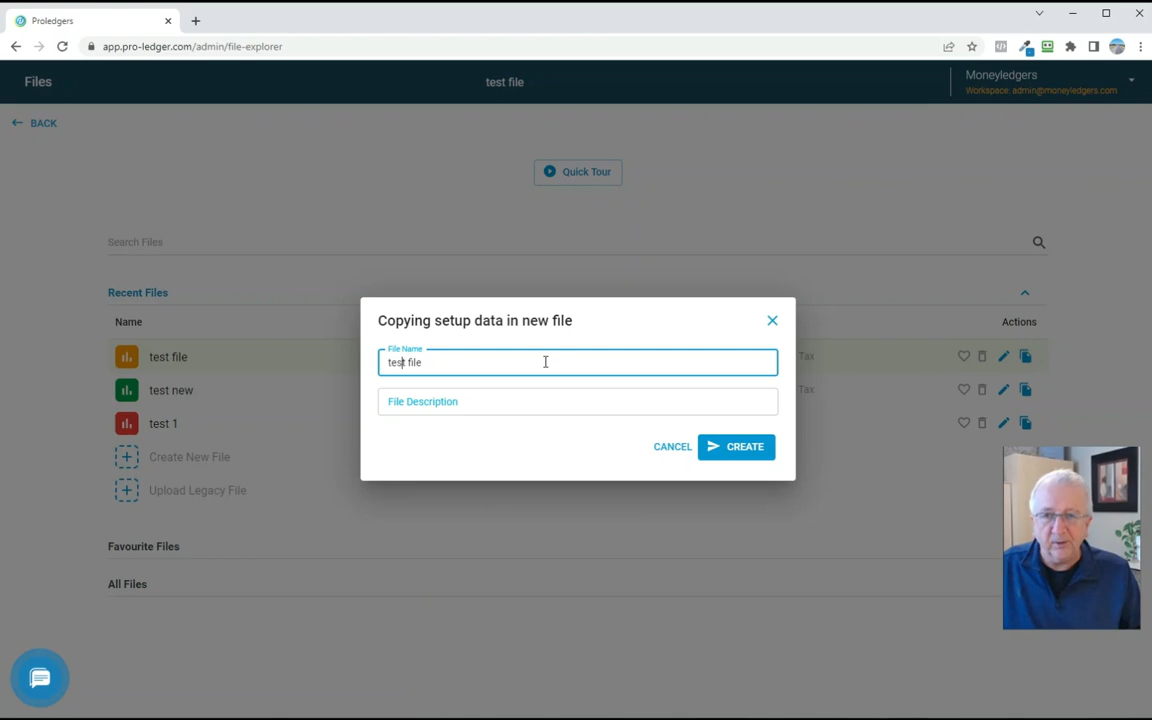 Proledgers
app.pro-ledger.com/admin/file-explorer
Files
test file
Moneyledgers
Workspace: admin@moneyledgers.com
BACK
Quick Tour
Search Files
Recent Files
Name
Actions
test file
Tax
test new
Tax
test 1
Create New File
Upload Legacy File
Favourite Files
All Files
Copying setup data in new file
File Name
test file
File Description
CANCEL
CREATE